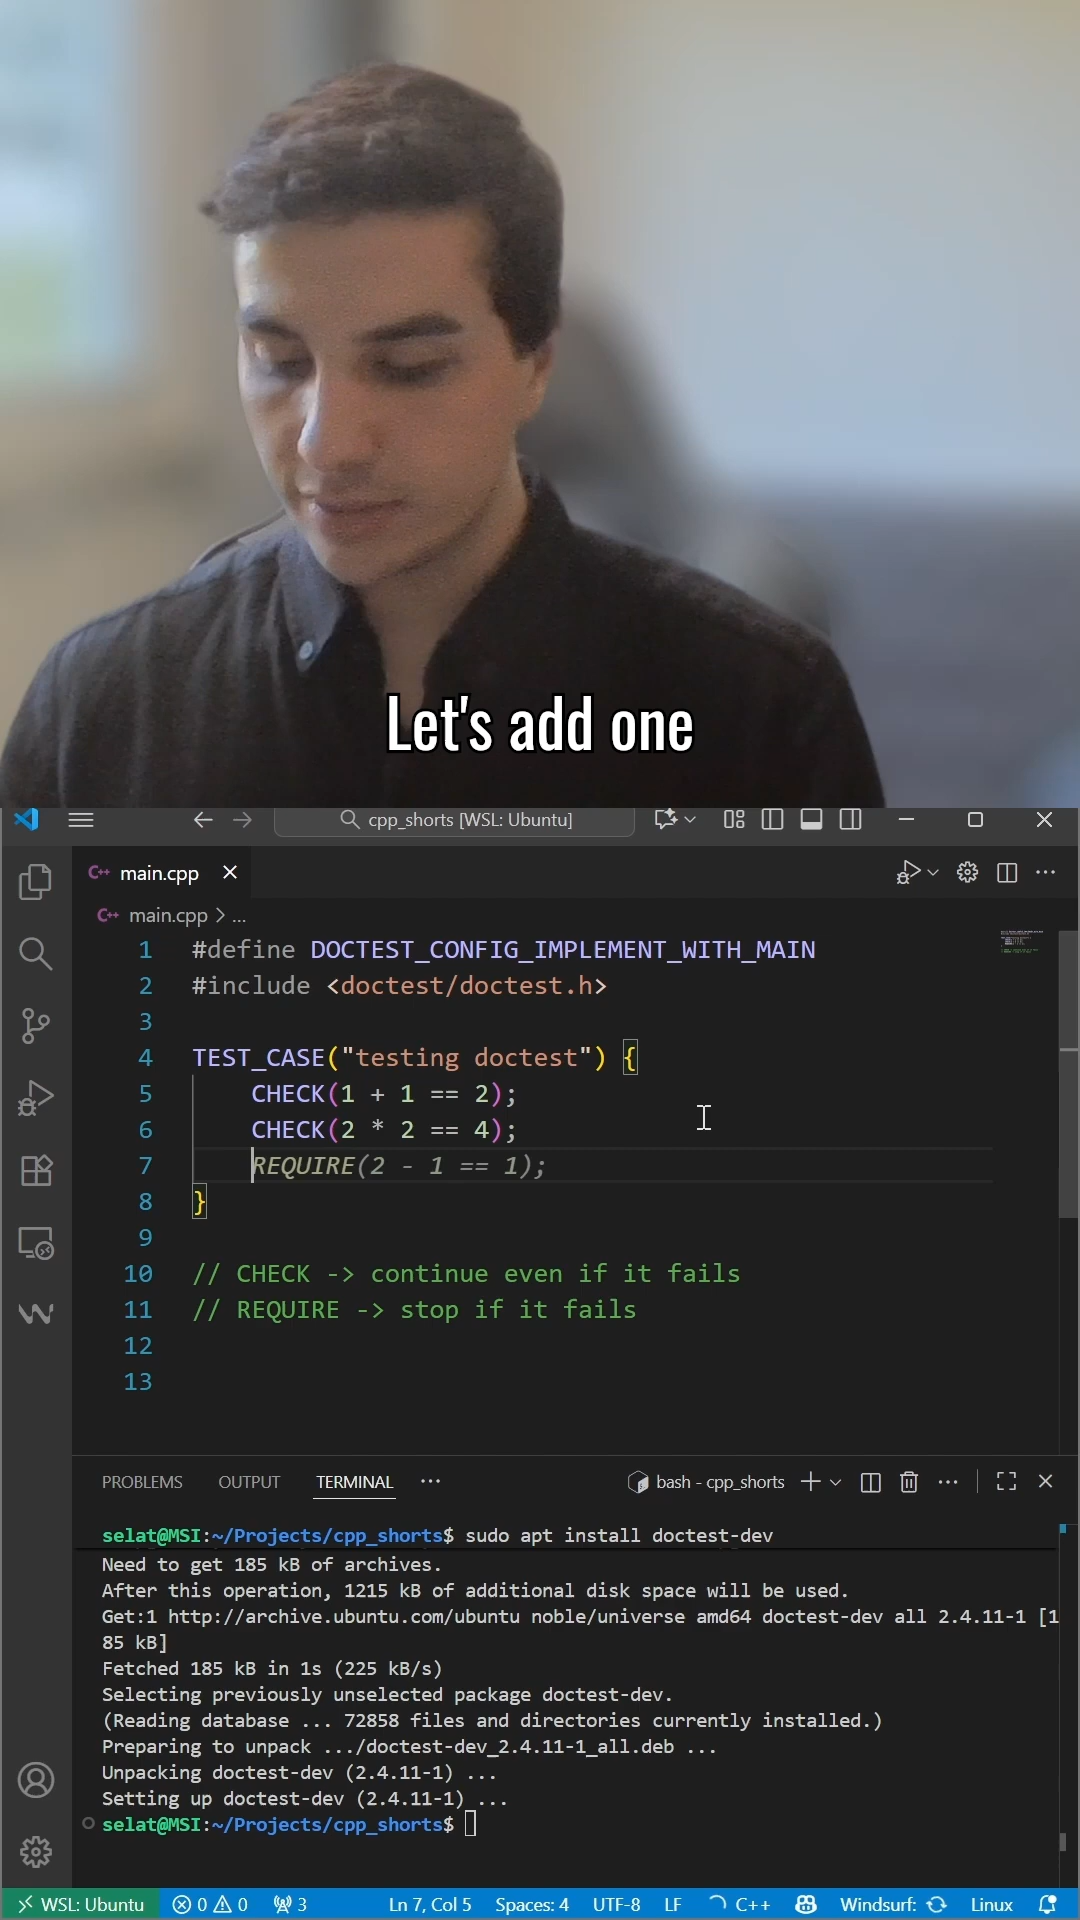 Let's add one
cpp_shorts [WSL: Ubuntu]
main.cpp
main.cpp > ...
1 #define DOCTEST_CONFIG_IMPLEMENT_WITH_MAIN
2 #include <doctest/doctest.h>
3
4 TEST_CASE("testing doctest") {
5 CHECK(1 + 1 == 2);
6 CHECK(2 * 2 == 4);
7 REQUIRE(2 - 1 == 1);
8 }
9
10 // CHECK -> continue even if it fails
11 // REQUIRE -> stop if it fails
12
13
PROBLEMS OUTPUT TERMINAL ... bash - cpp_shorts
selat@MSI:~/Projects/cpp_shorts$ sudo apt install doctest-dev
Need to get 185 kB of archives.
After this operation, 1215 kB of additional disk space will be used.
Get:1 http://archive.ubuntu.com/ubuntu noble/universe amd64 doctest-dev all 2.4.11-1 [1
85 kB]
Fetched 185 kB in 1s (225 kB/s)
Selecting previously unselected package doctest-dev.
(Reading database ... 72858 files and directories currently installed.)
Preparing to unpack .../doctest-dev_2.4.11-1_all.deb ...
Unpacking doctest-dev (2.4.11-1) ...
Setting up doctest-dev (2.4.11-1) ...
selat@MSI:~/Projects/cpp_shorts$
WSL: Ubuntu 0 0 3 Ln 7, Col 5 Spaces: 4 UTF-8 LF C++ Windsurf: Linux